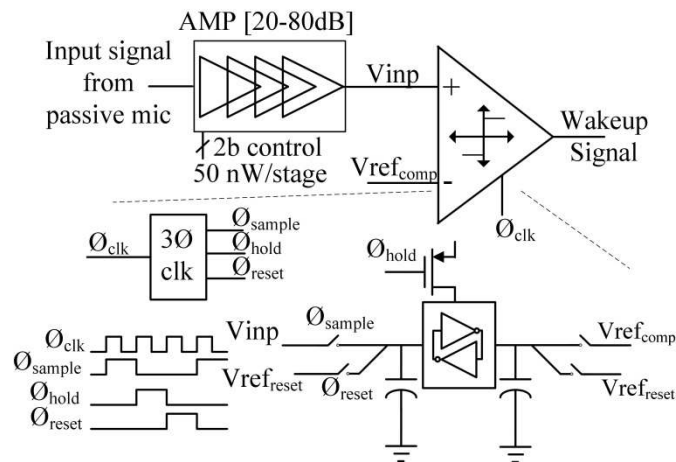 AMP [20-80dB]
Input signal
from
passive mic
Vinp
+
2b control
50 nW/stage
Vref_comp
-
Wakeup
Signal
Ø_clk
Ø_clk
3Ø
clk
Ø_sample
Ø_hold
Ø_reset
Ø_hold
Ø_clk
Ø_sample
Ø_hold
Ø_reset
Vinp
Ø_sample
Vref_reset
Ø_reset
Vref_comp
Vref_reset